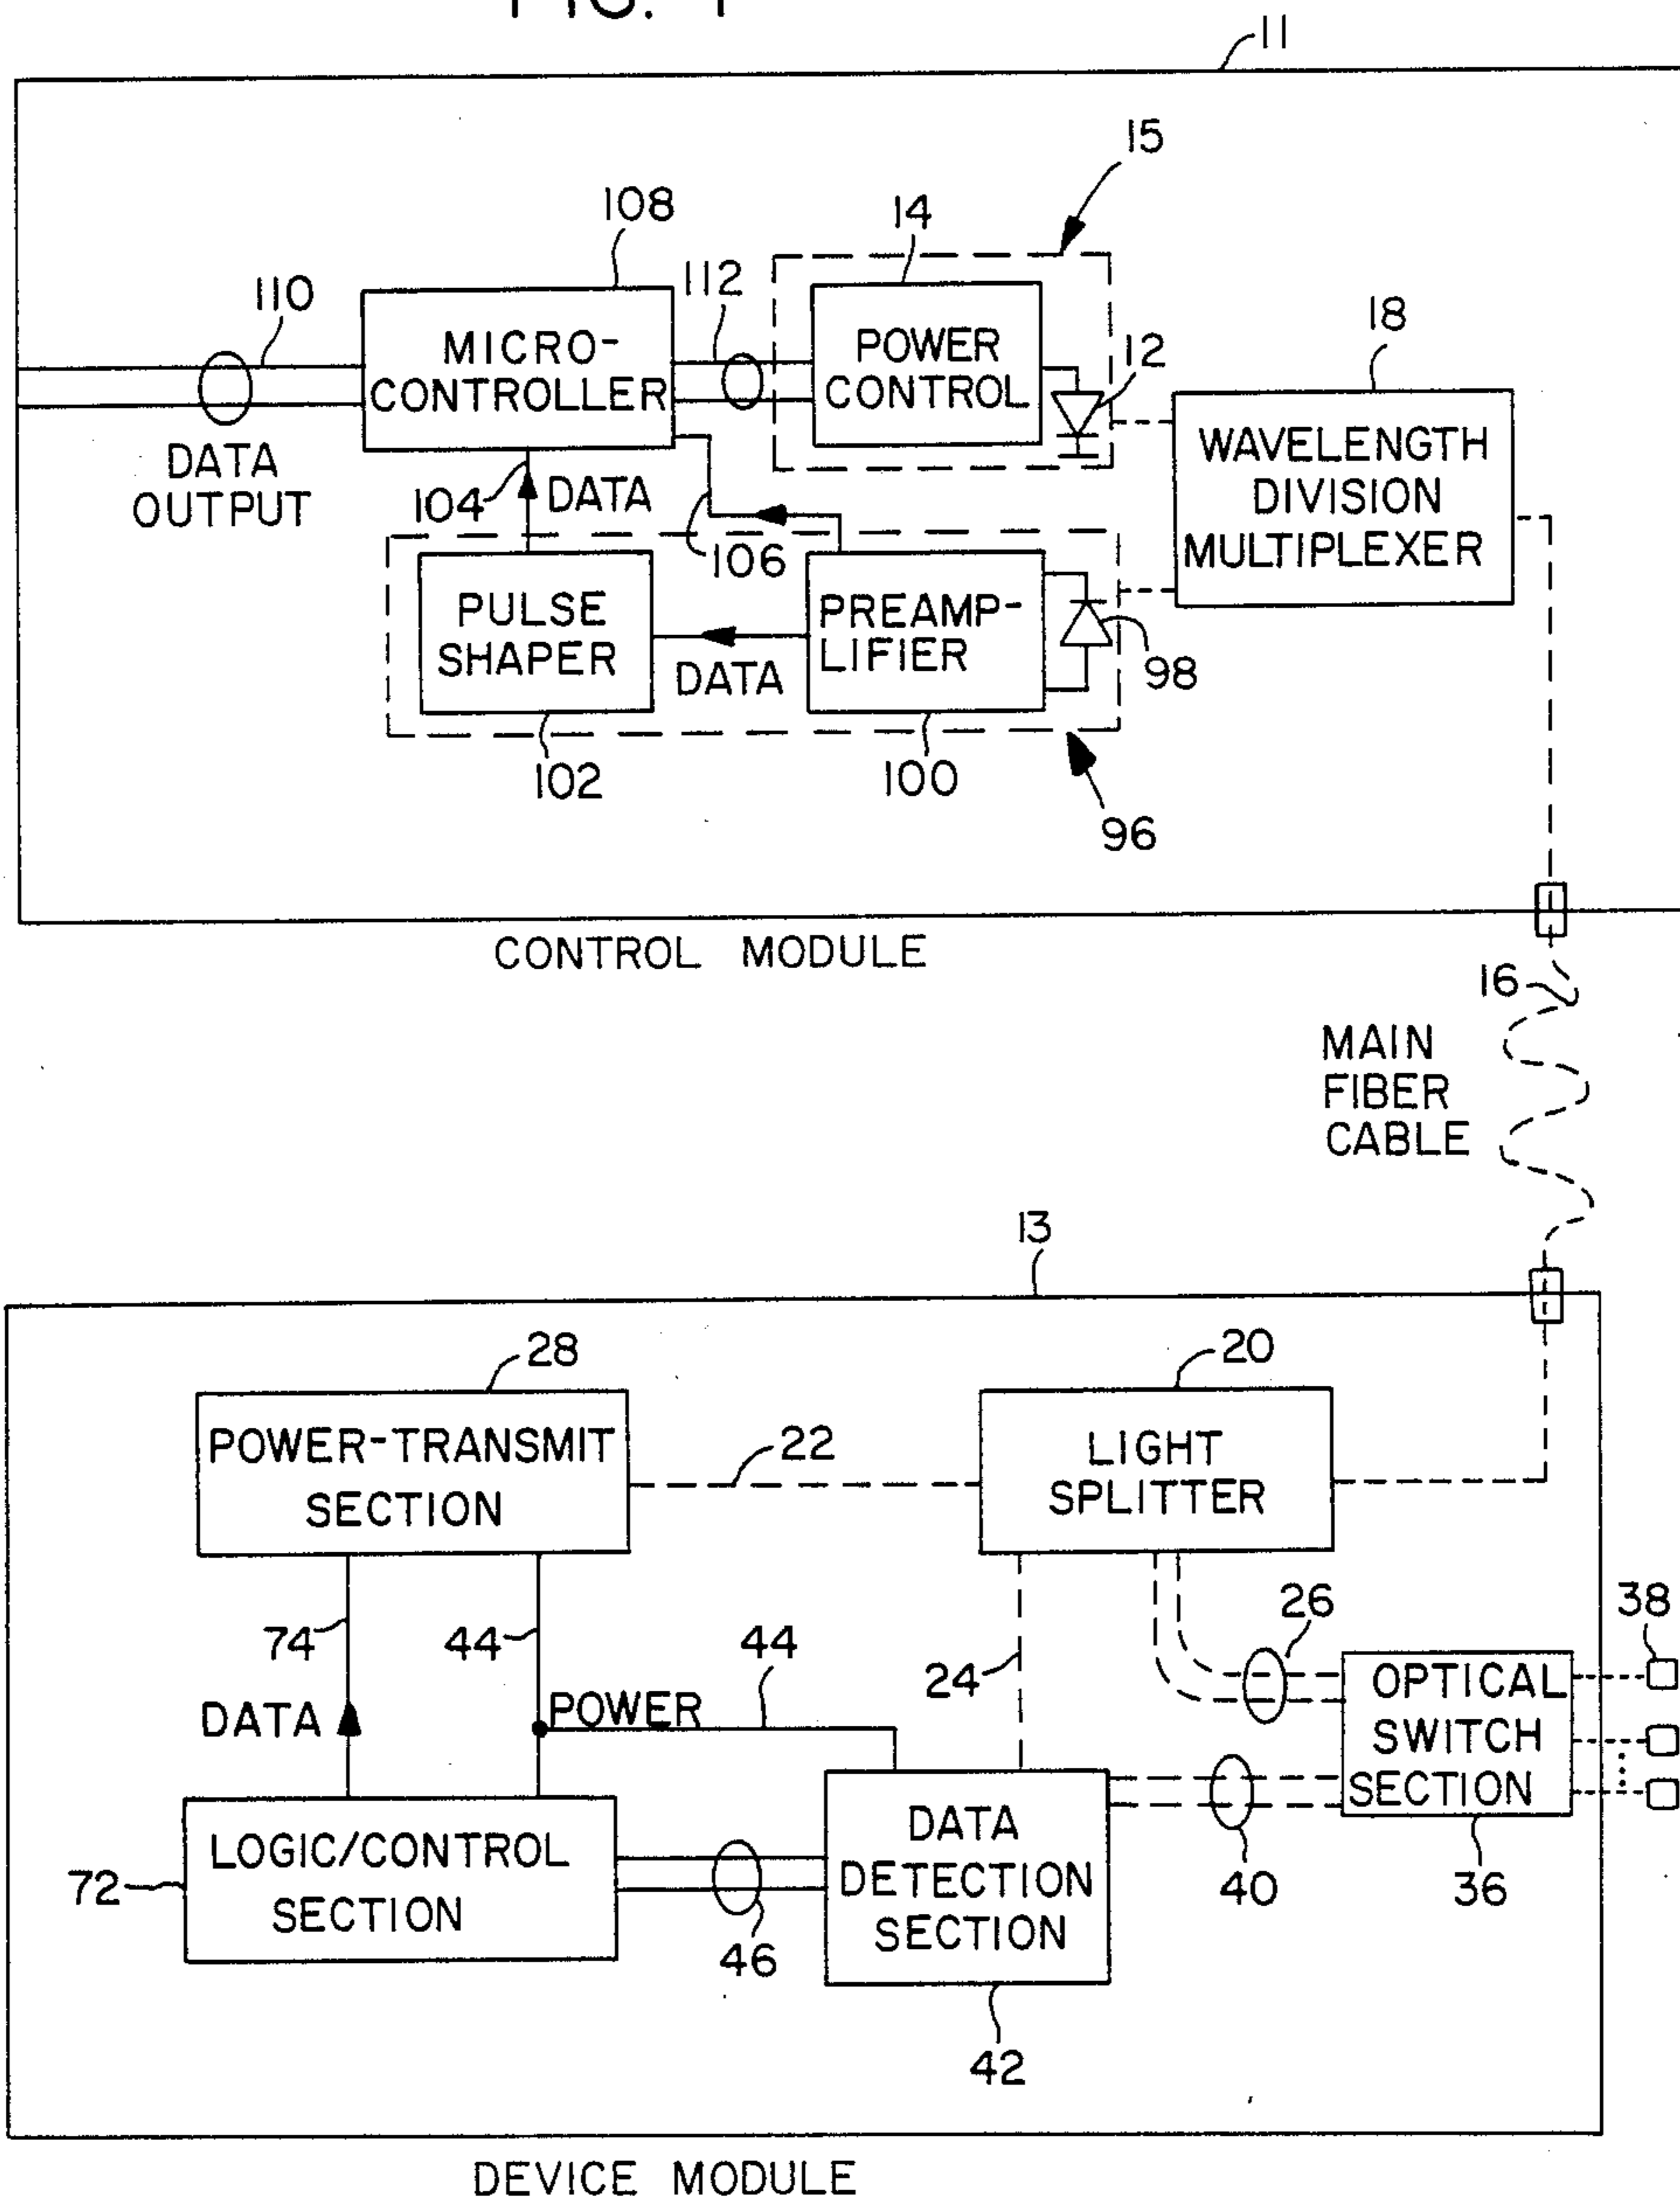 FIG. 1
11
15
108
14
110
112
18
MICRO-
CONTROLLER
POWER
CONTROL
12
WAVELENGTH
DIVISION
MULTIPLEXER
DATA
OUTPUT
104
DATA
106
PULSE
SHAPER
DATA
PREAMP-
LIFIER
98
102
100
96
CONTROL MODULE
16
MAIN
FIBER
CABLE
13
28
20
POWER-TRANSMIT
SECTION
22
LIGHT
SPLITTER
26
38
74
44
44
24
DATA
POWER
OPTICAL
SWITCH
SECTION
72
LOGIC/CONTROL
SECTION
46
DATA
DETECTION
SECTION
40
36
42
DEVICE MODULE